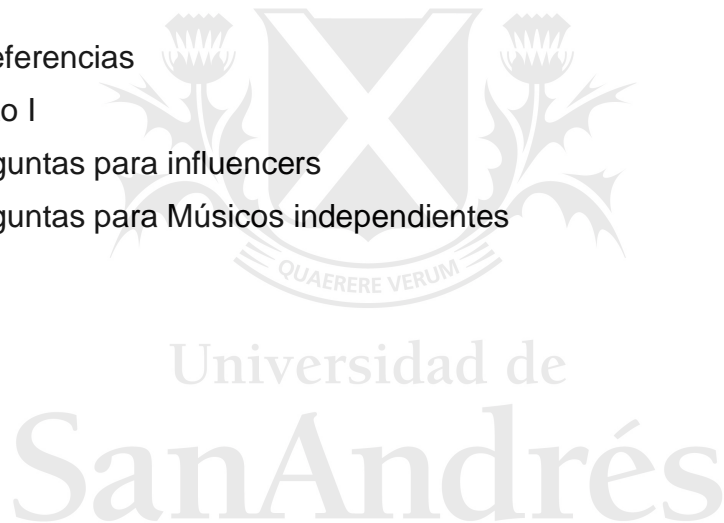 eferencias
o I
guntas para influencers
guntas para Músicos independientes
QUAERERE VERUM
Universidad de
SanAndrés